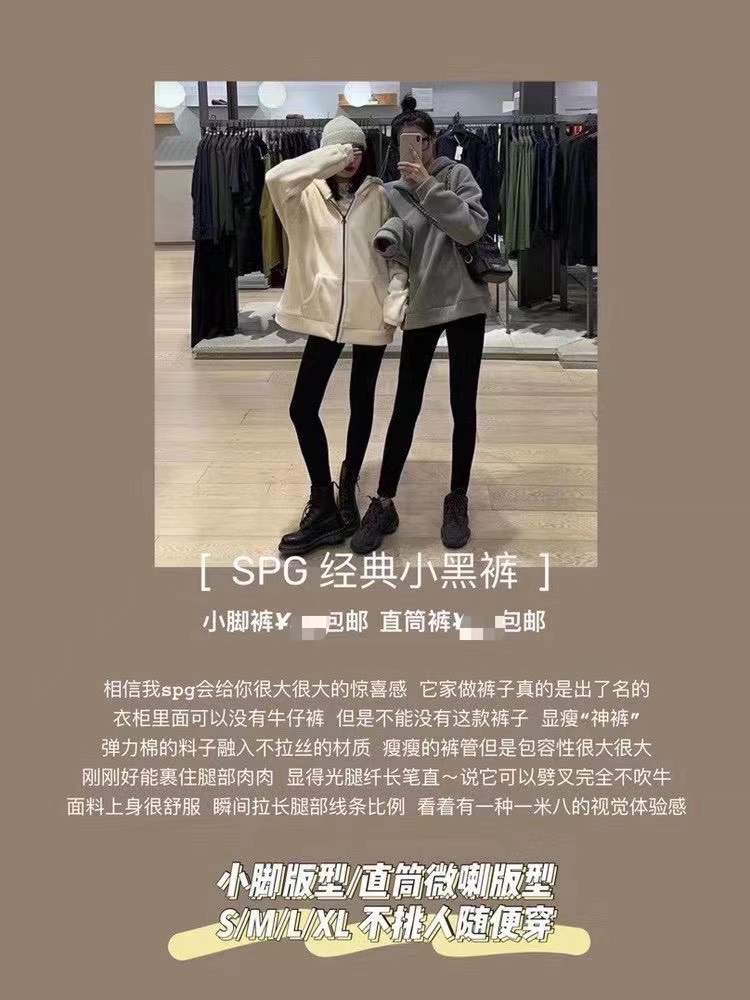 [ SPG 经典小黑裤 ]
小脚裤¥ 包邮 直筒裤¥ 包邮
相信我spg会给你很大很大的惊喜感 它家做裤子真的是出了名的
衣柜里面可以没有牛仔裤 但是不能没有这款裤子 显瘦“神裤”
弹力棉的料子融入不拉丝的材质 瘦瘦的裤管但是包容性很大很大
刚刚好能裹住腿部肉肉 显得光腿纤长笔直~说它可以劈叉完全不吹牛
面料上身很舒服 瞬间拉长腿部线条比例 看着有一种一米八的视觉体验感
小脚版型/直筒微喇版型
S/M/L/XL 不挑人随便穿